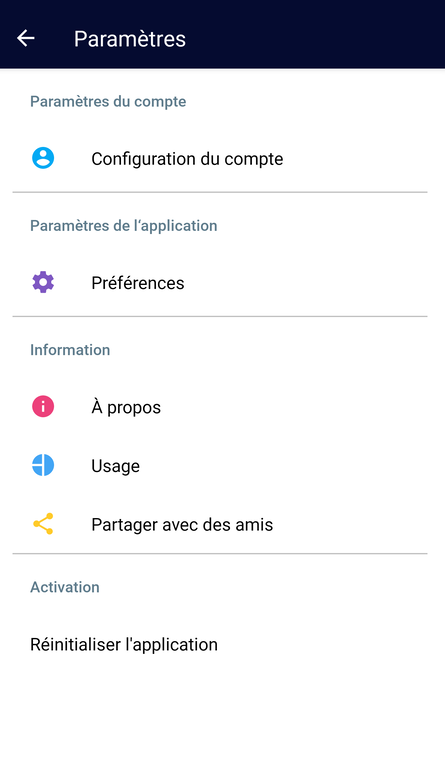 Paramètres
Paramètres du compte
Configuration du compte
Paramètres de l'application
Préférences
Information
À propos
Usage
Partager avec des amis
Activation
Réinitialiser l'application